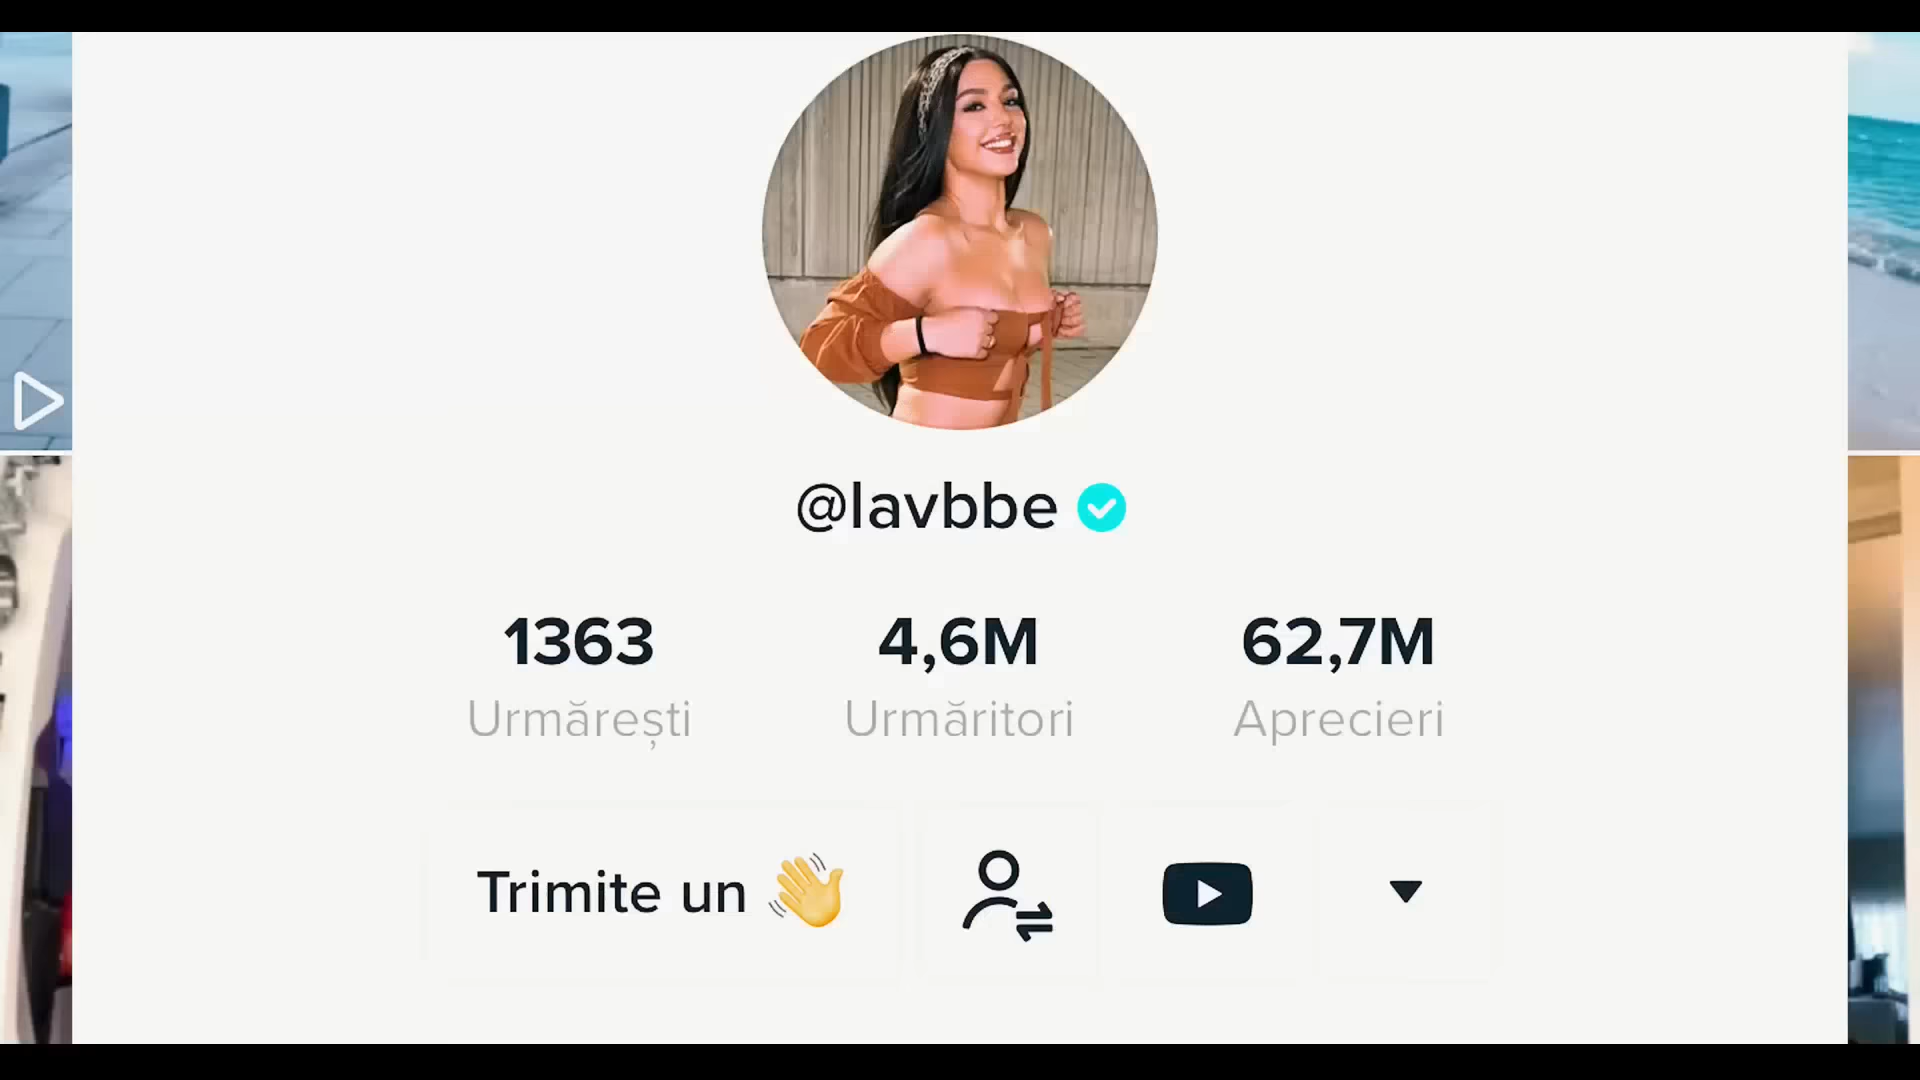 @lavbbe
1363 4,6M 62,7M
Urmărești Urmăritori Aprecieri
Trimite un 👋